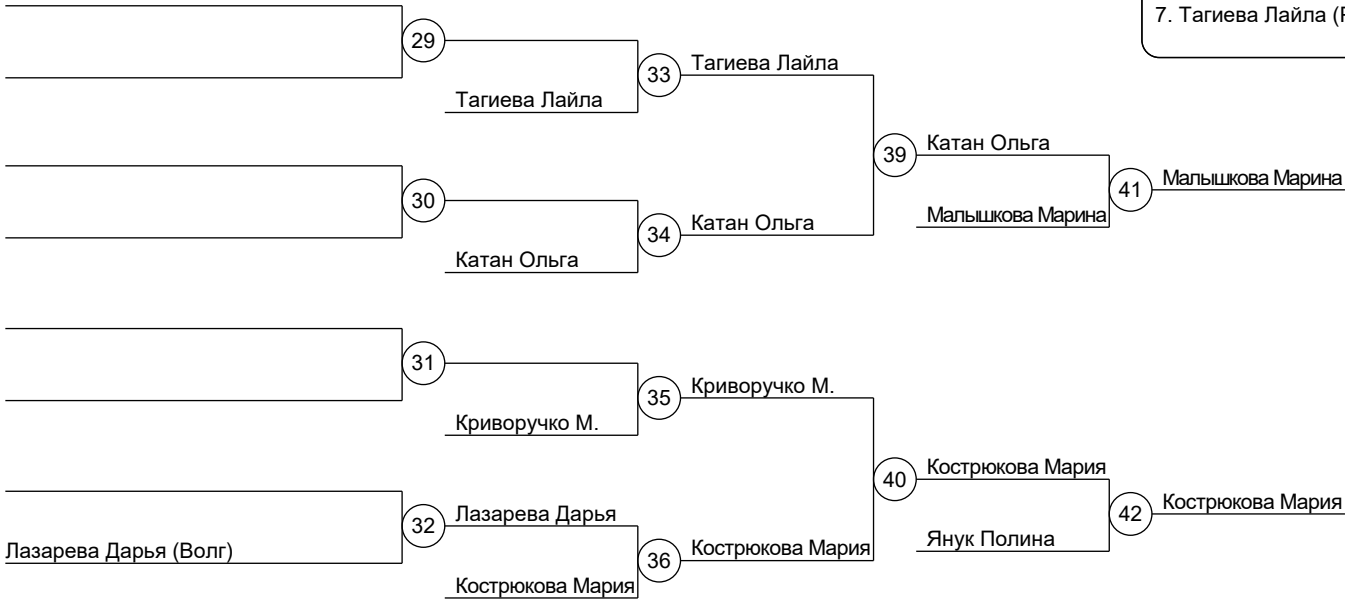 7. Тагиева Лайла (
29
33
Тагиева Лайла
Тагиева Лайла
39
Катан Ольга
30
34
Катан Ольга
Катан Ольга
Малышкова Марина
41
Малышкова Марина
31
35
Криворучко М.
Криворучко М.
40
Кострюкова Мария
32
Лазарева Дарья
Лазарева Дарья (Волг)
36
Кострюкова Мария
Кострюкова Мария
Янук Полина
42
Кострюкова Мария